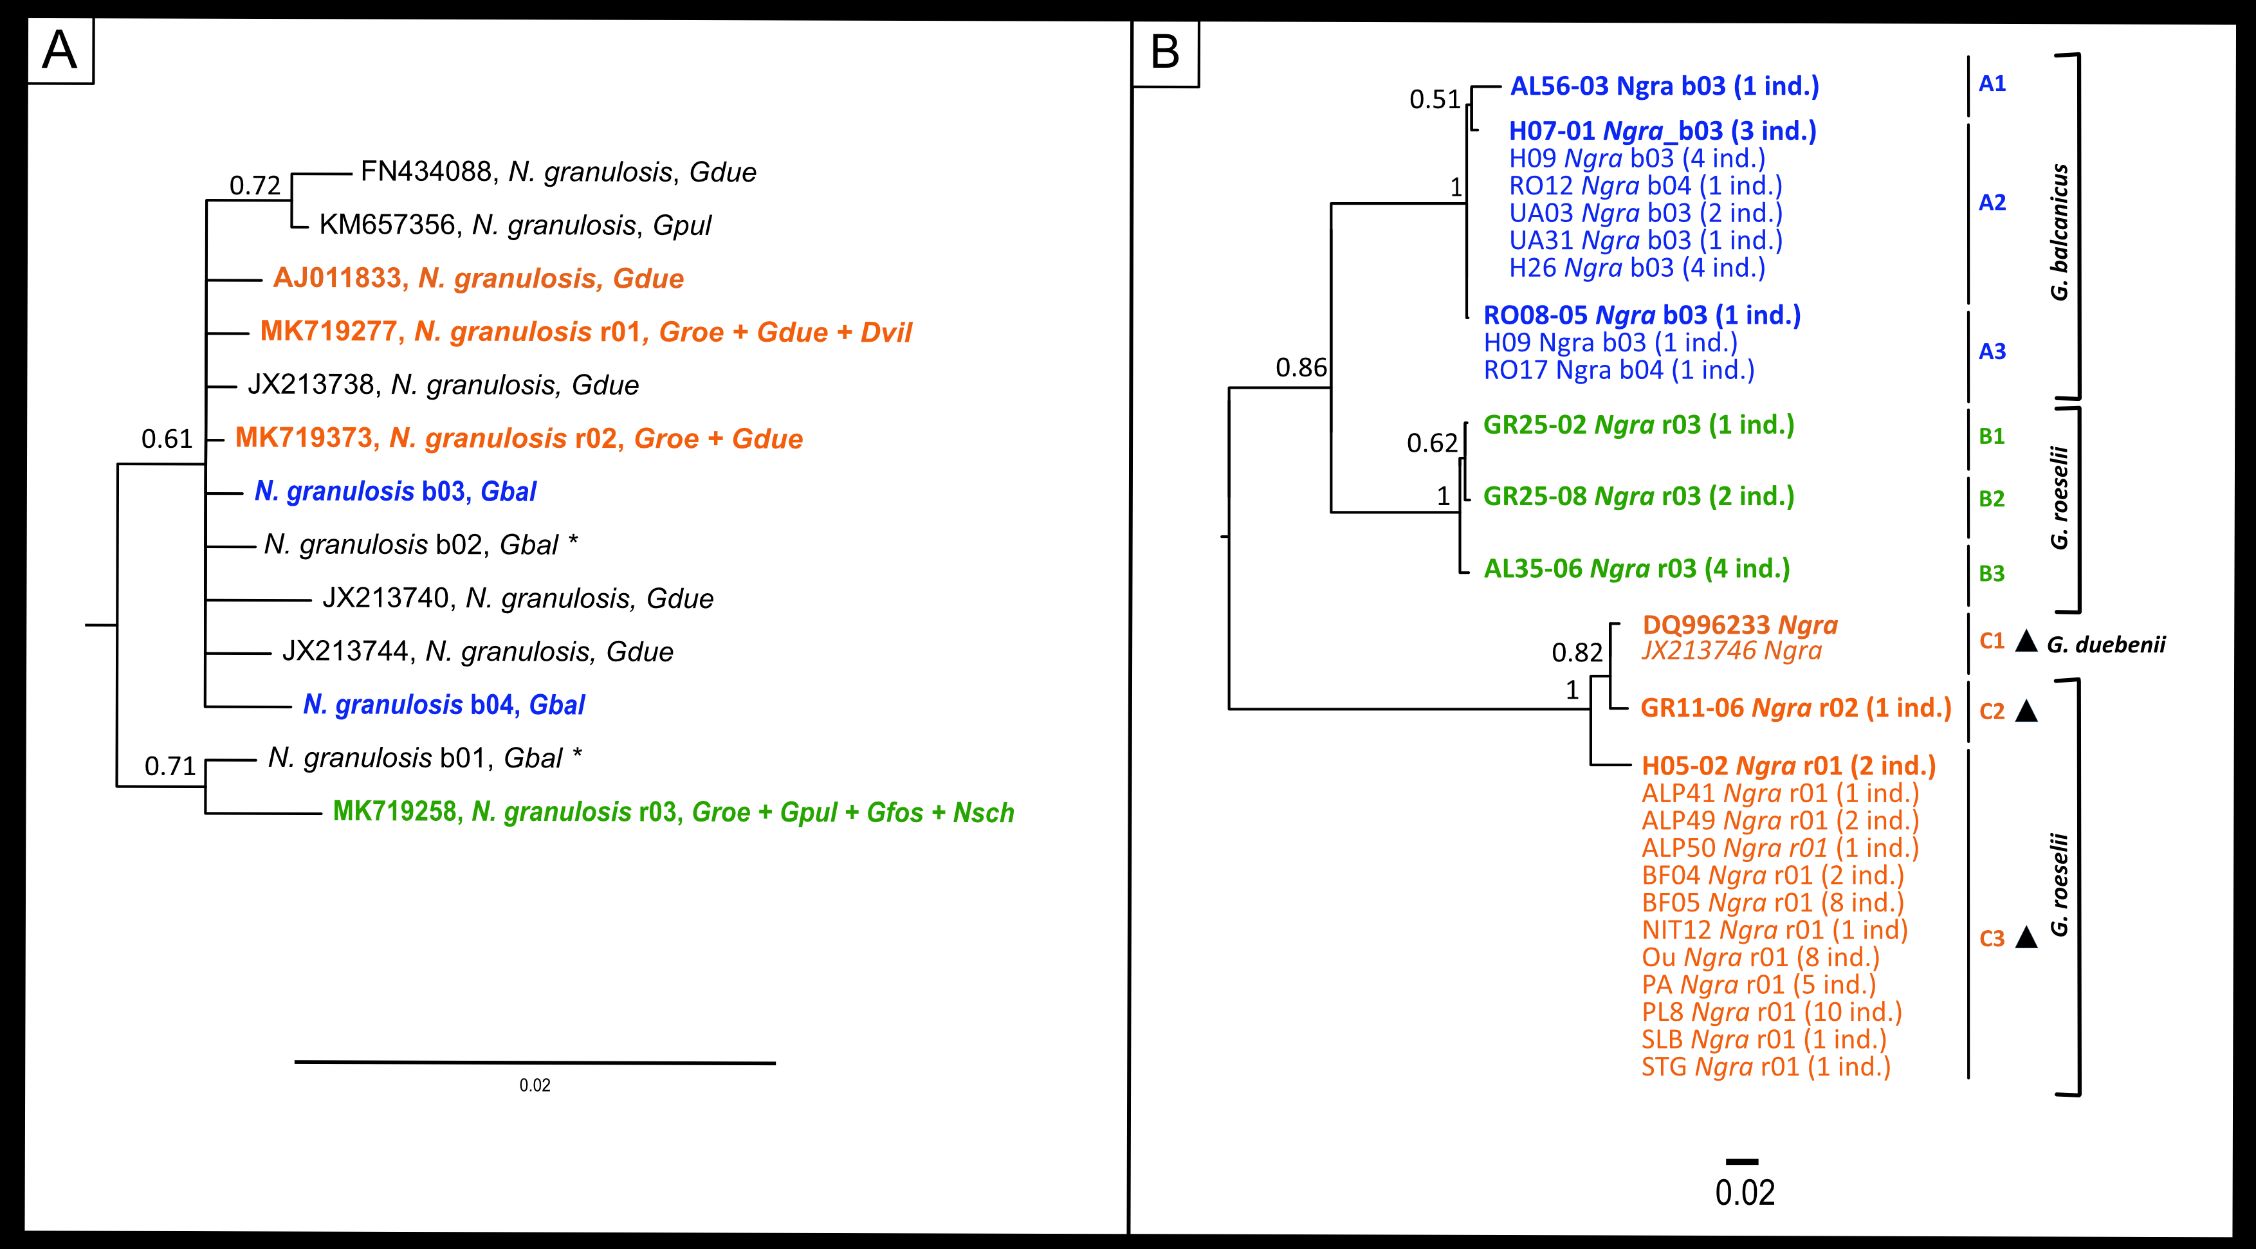 A
0.72
FN434088, N. granulosis, Gdue
KM657356, N. granulosis, Gpul
AJ011833, N. granulosis, Gdue
MK719277, N. granulosis r01, Groe + Gdue + Dvil
JX213738, N. granulosis, Gdue
0.61
MK719373, N. granulosis r02, Groe + Gdue
N. granulosis b03, Gbal
N. granulosis b02, Gbal *
JX213740, N. granulosis, Gdue
JX213744, N. granulosis, Gdue
N. granulosis b04, Gbal
N. granulosis b01, Gbal *
0.71
MK719258, N. granulosis r03, Groe + Gpul + Gfos + Nsch
0.02
B
0.51
AL56-03 Ngra b03 (1 ind.)
A1
H07-01 Ngra_b03 (3 ind.)
H09 Ngra b03 (4 ind.)
1
RO12 Ngra b04 (1 ind.)
A2
UA03 Ngra b03 (2 ind.)
UA31 Ngra b03 (1 ind.)
H26 Ngra b03 (4 ind.)
G. balcanicus
RO08-05 Ngra b03 (1 ind.)
H09 Ngra b03 (1 ind.)
A3
RO17 Ngra b04 (1 ind.)
0.86
GR25-02 Ngra r03 (1 ind.)
B1
0.62
1
GR25-08 Ngra r03 (2 ind.)
B2
G. roeselii
AL35-06 Ngra r03 (4 ind.)
B3
DQ996233 Ngra
JX213746 Ngra
0.82
C1 ▲ G. duebenii
1
GR11-06 Ngra r02 (1 ind.)
C2 ▲
H05-02 Ngra r01 (2 ind.)
ALP41 Ngra r01 (1 ind.)
ALP49 Ngra r01 (2 ind.)
ALP50 Ngra r01 (1 ind.)
BF04 Ngra r01 (2 ind.)
BF05 Ngra r01 (8 ind.)
G. roeselii
NIT12 Ngra r01 (1 ind)
C3 ▲
Ou Ngra r01 (8 ind.)
PA Ngra r01 (5 ind.)
PL8 Ngra r01 (10 ind.)
SLB Ngra r01 (1 ind.)
STG Ngra r01 (1 ind.)
0.02